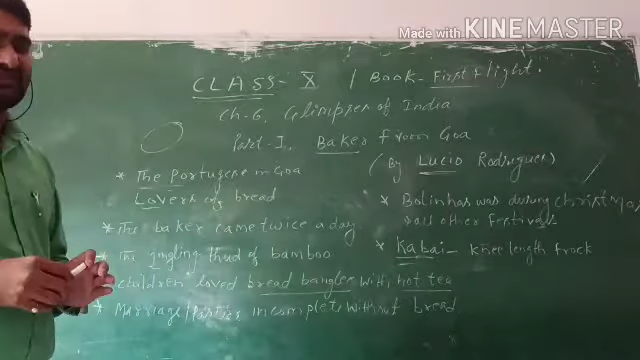 Made with KINEMASTER
CLASS - X / Book - First flight.
Ch-6, Glimpses of India
Part-I, Baker from Goa
(By Lucio Rodrigues)
* The Portugese in Goa
Lovers of bread
* The baker came twice a day
* The jingling thud of bamboo
* children loved bread bangles with hot tea
* Marriage/Parties incomplete without bread
* Bolinhas was during christmas
other festivals
* Kabai - knee length frock